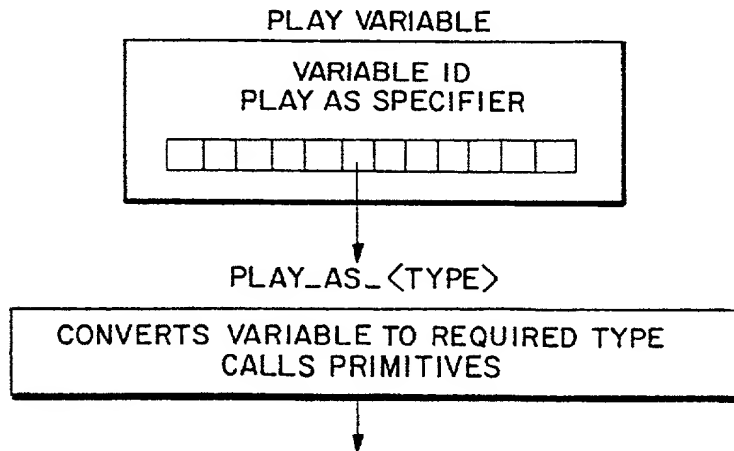 PLAY VARIABLE
VARIABLE ID
PLAY AS SPECIFIER
PLAY_AS_<TYPE>
CONVERTS VARIABLE TO REQUIRED TYPE
CALLS PRIMITIVES